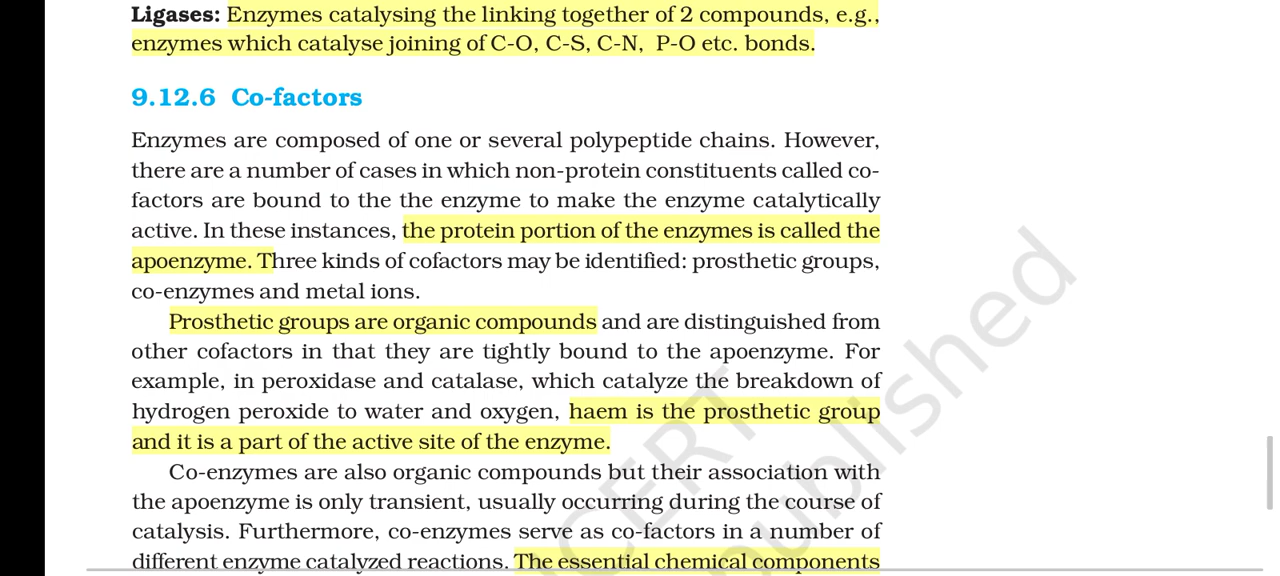 Ligases: Enzymes catalysing the linking together of 2 compounds, e.g.,
enzymes which catalyse joining of C-O, C-S, C-N, P-O etc. bonds.
9.12.6 Co-factors
Enzymes are composed of one or several polypeptide chains. However,
there are a number of cases in which non-protein constituents called co-
factors are bound to the the enzyme to make the enzyme catalytically
active. In these instances, the protein portion of the enzymes is called the
apoenzyme. Three kinds of cofactors may be identified: prosthetic groups,
co-enzymes and metal ions.
Prosthetic groups are organic compounds and are distinguished from
other cofactors in that they are tightly bound to the apoenzyme. For
example, in peroxidase and catalase, which catalyze the breakdown of
hydrogen peroxide to water and oxygen, haem is the prosthetic group
and it is a part of the active site of the enzyme.
Co-enzymes are also organic compounds but their association with
the apoenzyme is only transient, usually occurring during the course of
catalysis. Furthermore, co-enzymes serve as co-factors in a number of
different enzyme catalyzed reactions. The essential chemical components
NCERT
published